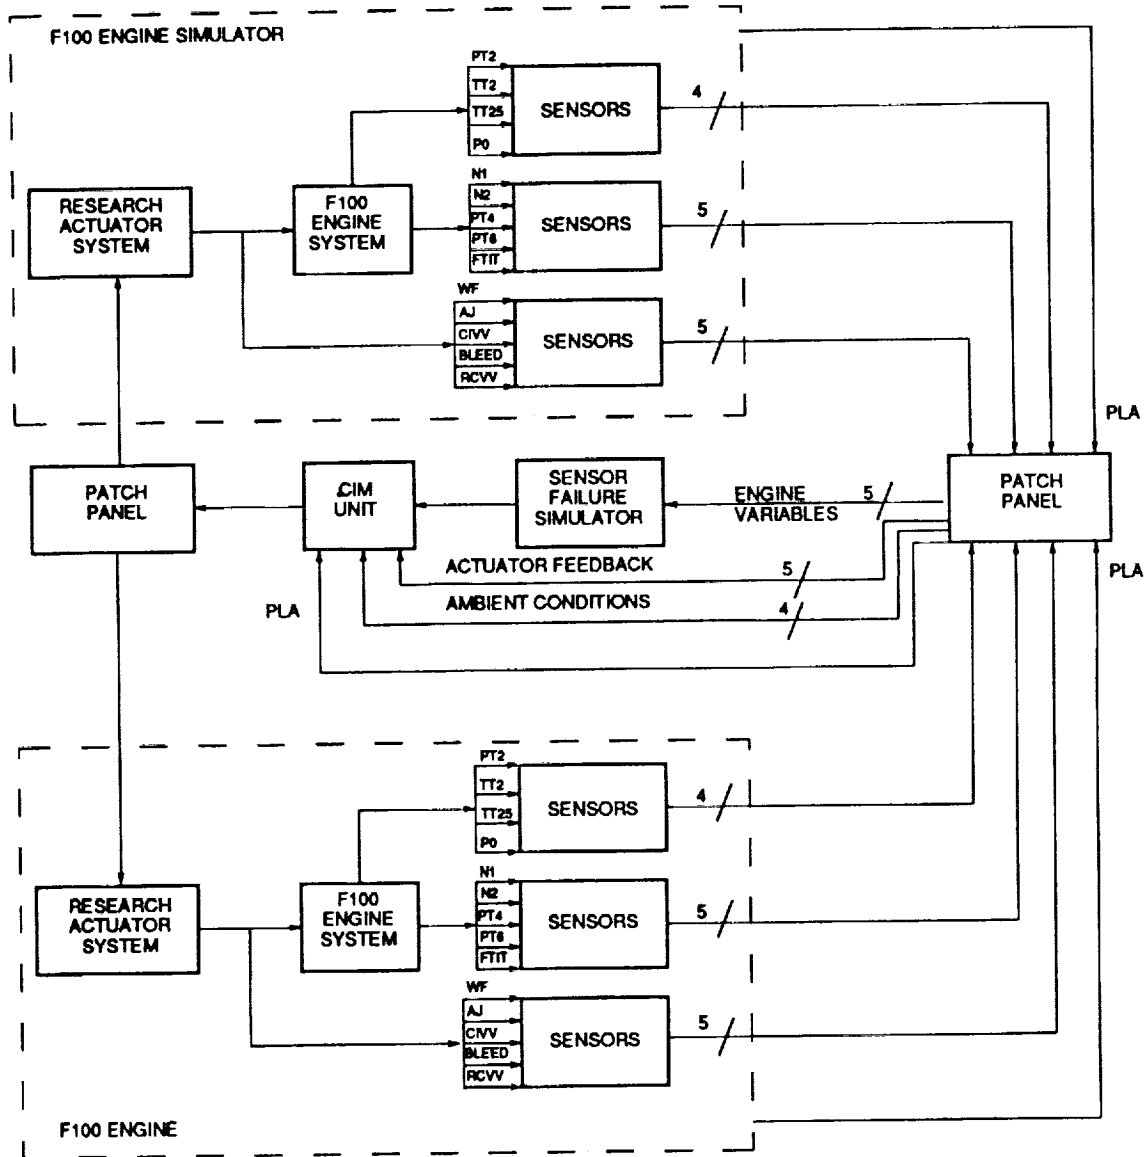 F100 ENGINE SIMULATOR
PT2
TT2
TT25
P0
SENSORS
4
RESEARCH
ACTUATOR
SYSTEM
F100
ENGINE
SYSTEM
N1
N2
PT4
PT6
FTIT
SENSORS
5
WF
AJ
CIVV
BLEED
RCVV
SENSORS
5
PLA
PATCH
PANEL
CIM
UNIT
SENSOR
FAILURE
SIMULATOR
ENGINE
VARIABLES
5
PATCH
PANEL
ACTUATOR FEEDBACK
5
PLA
AMBIENT CONDITIONS
4
PLA
PT2
TT2
TT25
P0
SENSORS
4
RESEARCH
ACTUATOR
SYSTEM
F100
ENGINE
SYSTEM
N1
N2
PT4
PT6
FTIT
SENSORS
5
WF
AJ
CIVV
BLEED
RCVV
SENSORS
5
F100 ENGINE